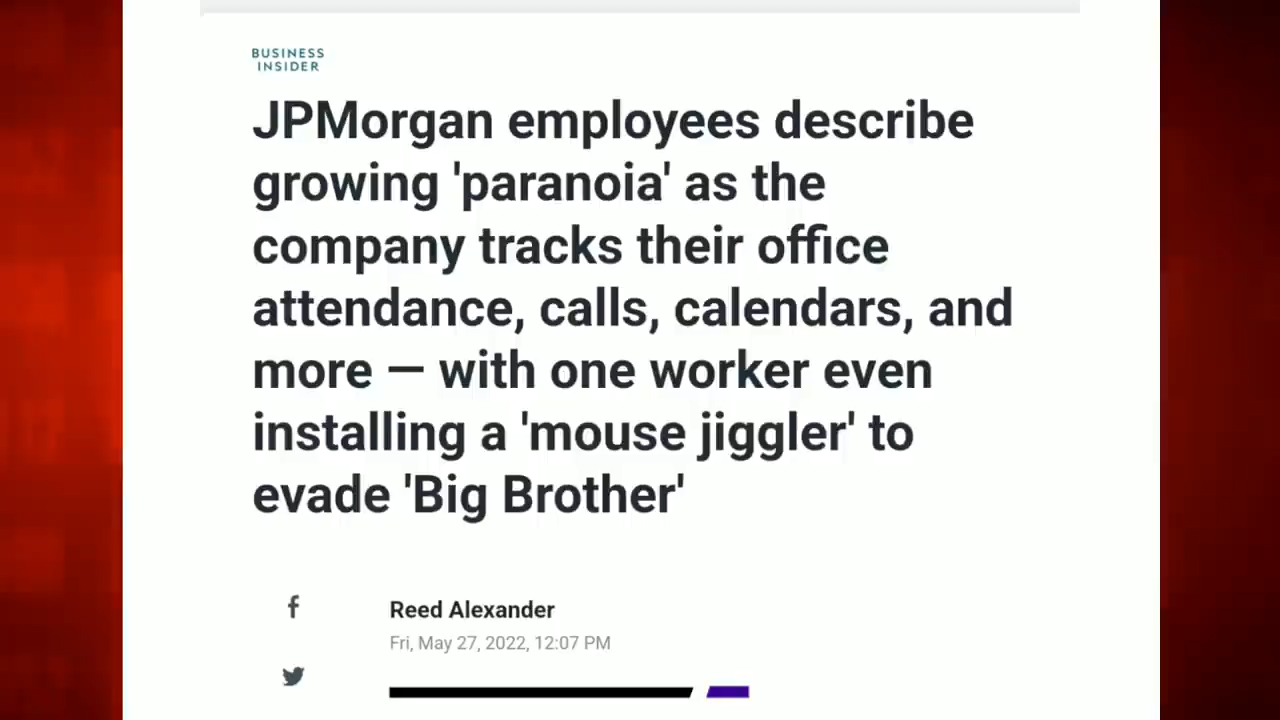 BUSINESS
INSIDER
JPMorgan employees describe
growing 'paranoia' as the
company tracks their office
attendance, calls, calendars, and
more — with one worker even
installing a 'mouse jiggler' to
evade 'Big Brother'
Reed Alexander
Fri, May 27, 2022, 12:07 PM